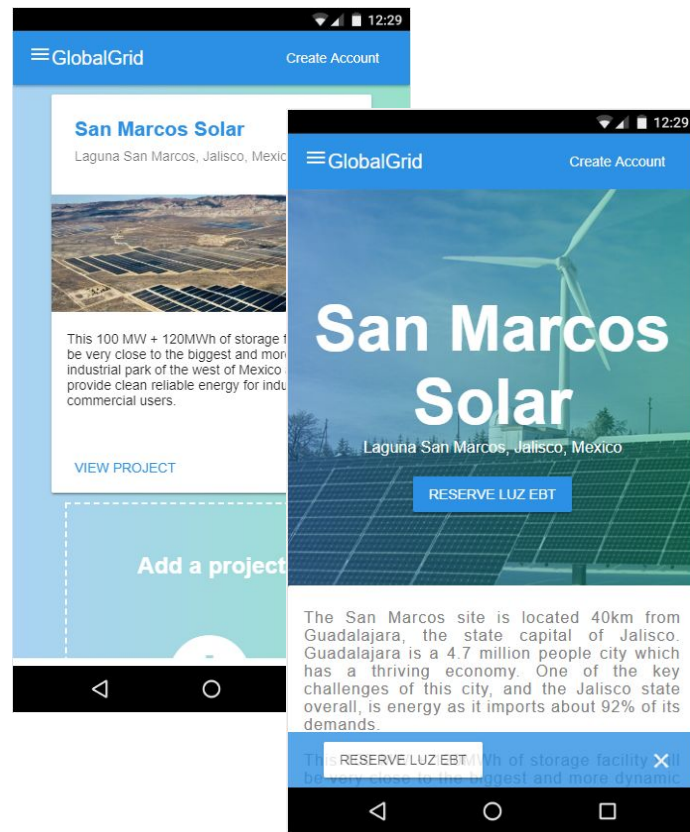 12:29
GlobalGrid
Create Account
San Marcos Solar
Laguna San Marcos, Jalisco, Mexic
This 100 MW + 120MWh of storage f
be very close to the biggest and mor
industrial park of the west of Mexico
provide clean reliable energy for indu
commercial users.
VIEW PROJECT
Add a project
12:29
GlobalGrid
Create Account
San Marcos
Solar
Laguna San Marcos, Jalisco, Mexico
RESERVE LUZ EBT
The San Marcos site is located 40km from
Guadalajara, the state capital of Jalisco.
Guadalajara is a 4.7 million people city which
has a thriving economy. One of the key
challenges of this city, and the Jalisco state
overall, is energy as it imports about 92% of its
demands.
RESERVE LUZ EBT
Wh of storage facility will
be very close to the biggest and more dynamic